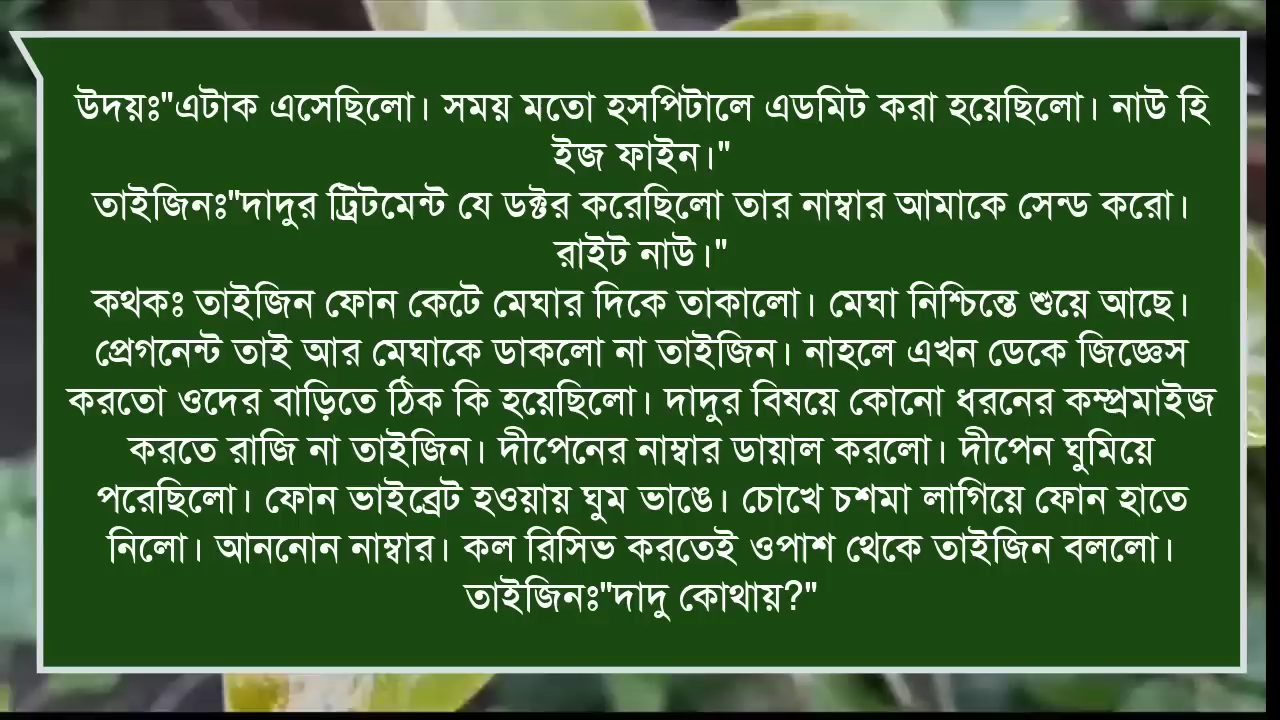 উদয়ঃ"এটাক এসেছিলো। সময় মতো হসপিটালে এডমিট করা হয়েছিলো। নাউ হি
ইজ ফাইন।"
তাইজিনঃ"দাদুর ট্রিটমেন্ট যে ডক্টর করেছিলো তার নাম্বার আমাকে সেন্ড করো।
রাইট নাউ।"
কথকঃ তাইজিন ফোন কেটে মেঘার দিকে তাকালো। মেঘা নিশ্চিন্তে শুয়ে আছে।
প্রেগনেন্ট তাই আর মেঘাকে ডাকলো না তাইজিন। নাহলে এখন ডেকে জিজ্ঞেস
করতো ওদের বাড়িতে ঠিক কি হয়েছিলো। দাদুর বিষয়ে কোনো ধরনের কম্প্রমাইজ
করতে রাজি না তাইজিন। দীপেনের নাম্বার ডায়াল করলো। দীপেন ঘুমিয়ে
পরেছিলো। ফোন ভাইব্রেট হওয়ায় ঘুম ভাঙে। চোখে চশমা লাগিয়ে ফোন হাতে
নিলো। আননোন নাম্বার। কল রিসিভ করতেই ওপাশ থেকে তাইজিন বললো।
তাইজিনঃ"দাদু কোথায়?"